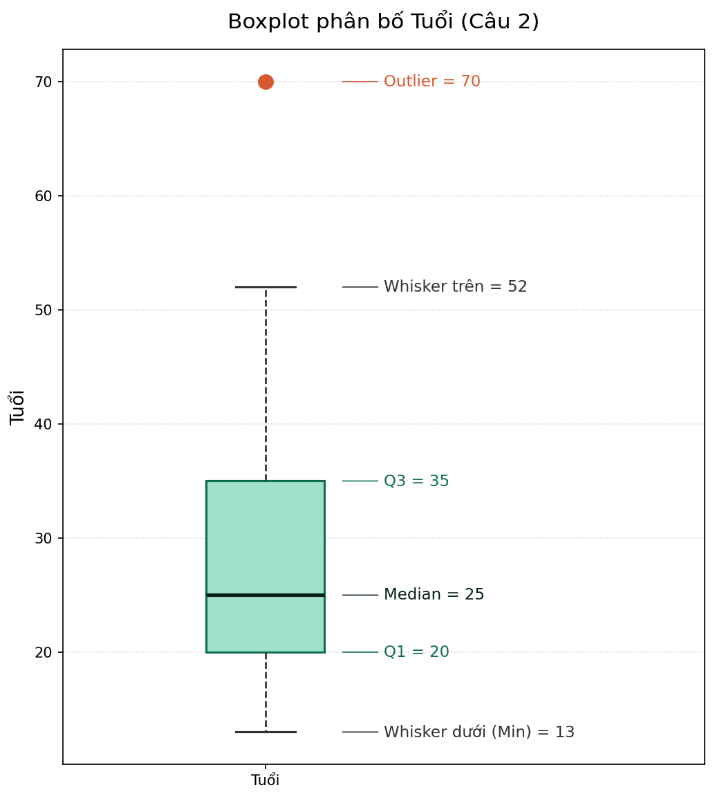 Boxplot phân bố Tuổi (Câu 2)
70
Outlier = 70
60
Whisker trên = 52
50
Tuổi
40
Q3 = 35
30
Median = 25
20
Q1 = 20
Whisker dưới (Min) = 13
Tuổi